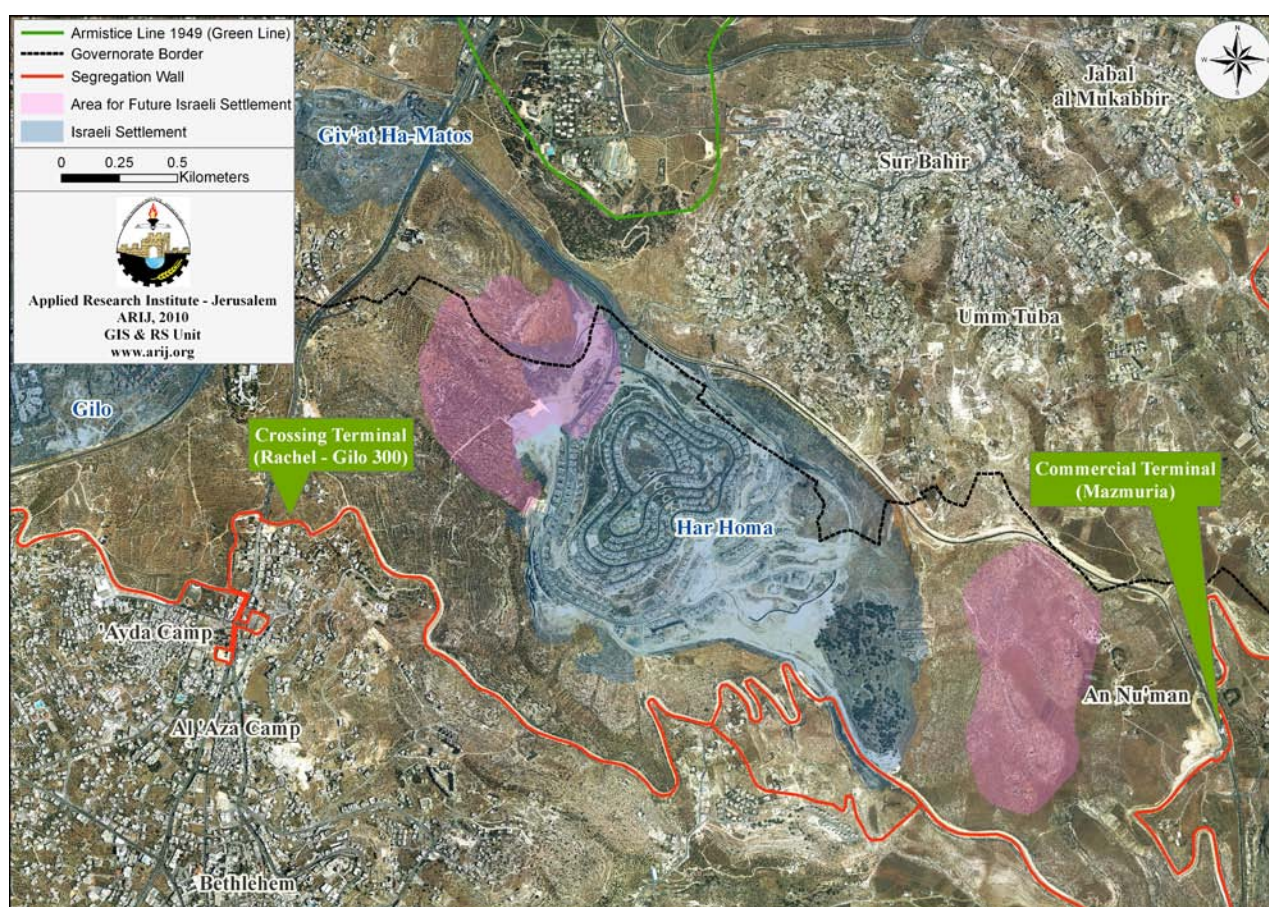 Armistice Line 1949 (Green Line)
Governorate Border
Segregation Wall
Area for Future Israeli Settlement
Israeli Settlement
0 0.25 0.5
Kilometers
Applied Research Institute - Jerusalem
ARIJ, 2010
GIS & RS Unit
www.arij.org
N
W
S
Jabal
al Mukabbir
Giv'at Ha-Matos
Sur Bahir
Umm Tuba
Gilo
Crossing Terminal
(Rachel - Gilo 300)
Commercial Terminal
(Mazmuria)
Har Homa
'Ayda Camp
An Nu'man
Al 'Aza Camp
Bethlehem